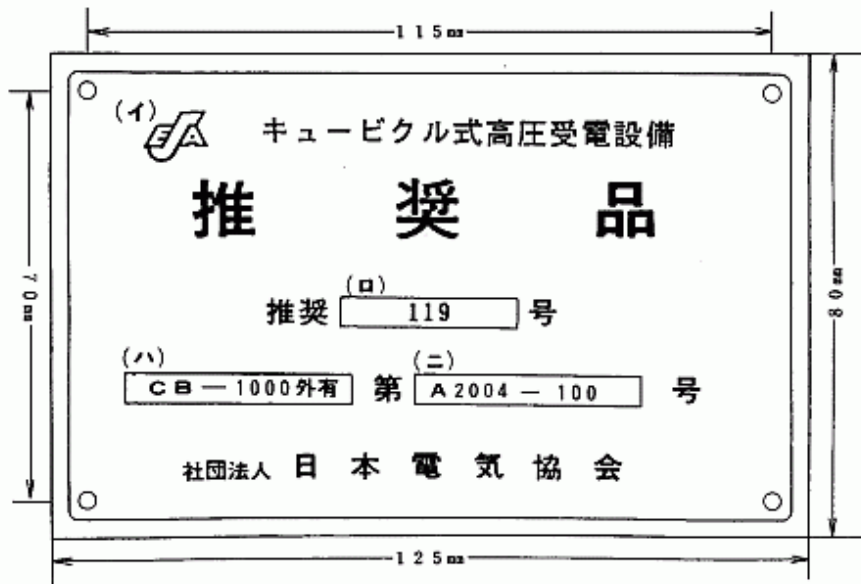 115㎜
(イ) EA キュービクル式高圧受電設備
推奨品
70㎜
80㎜
(ロ)
推奨 119 号
(ハ) (ニ)
CB－1000外有 第 A2004－100 号
社団法人 日本電気協会
125㎜